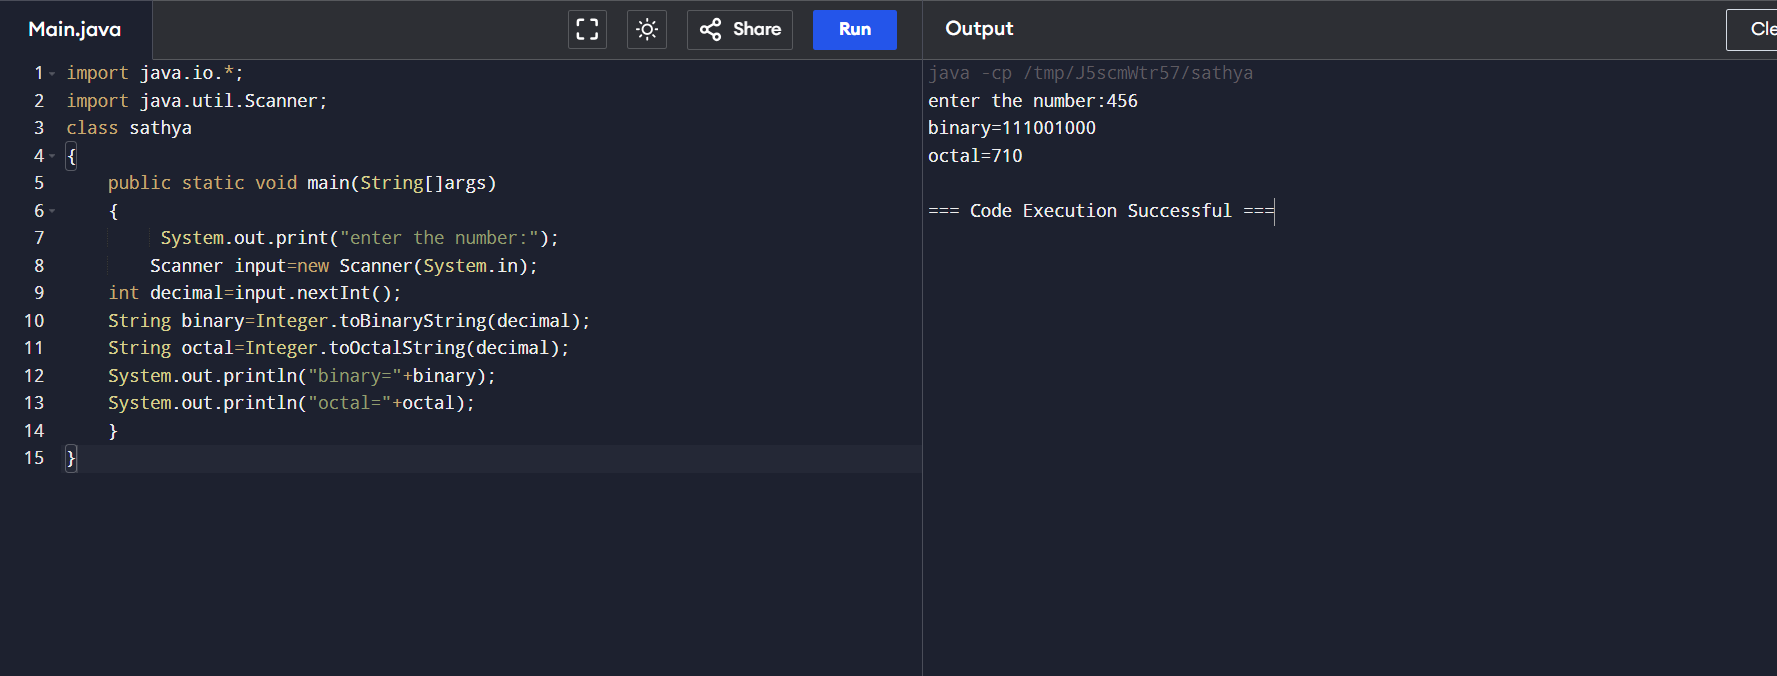 Main.java
Share
Run
Output
1 import java.io.*;
2 import java.util.Scanner;
3 class sathya
4 {
5     public static void main(String[]args)
6     {
7          System.out.print("enter the number:");
8         Scanner input=new Scanner(System.in);
9     int decimal=input.nextInt();
10     String binary=Integer.toBinaryString(decimal);
11     String octal=Integer.toOctalString(decimal);
12     System.out.println("binary="+binary);
13     System.out.println("octal="+octal);
14     }
15 }
java -cp /tmp/J5scmWtr57/sathya
enter the number:456
binary=111001000
octal=710
=== Code Execution Successful ===